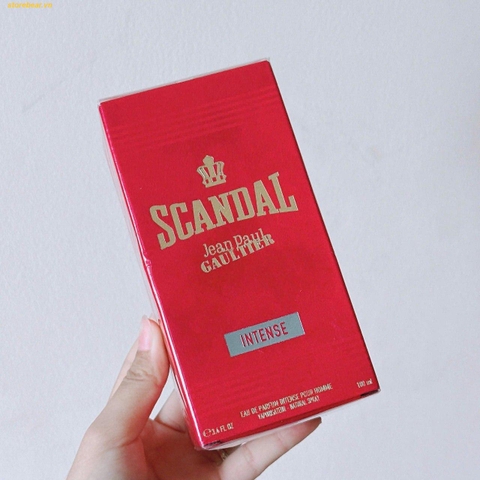 SCANDAL
Jean Paul
GAULTIER
INTENSE
EAU DE PARFUM INTENSE POUR HOMME
VAPORISATEUR - NATURAL SPRAY
100 ml
℮ 3.4 FL OZ